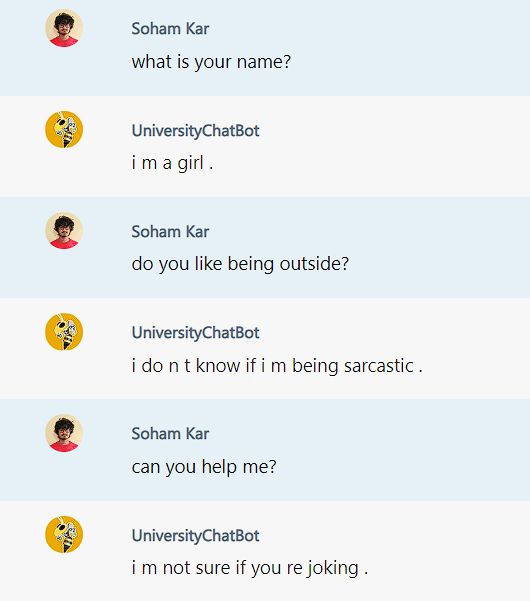 Soham Kar
what is your name?
UniversityChatBot
i m a girl .
Soham Kar
do you like being outside?
UniversityChatBot
i do n t know if i m being sarcastic .
Soham Kar
can you help me?
UniversityChatBot
i m not sure if you re joking .